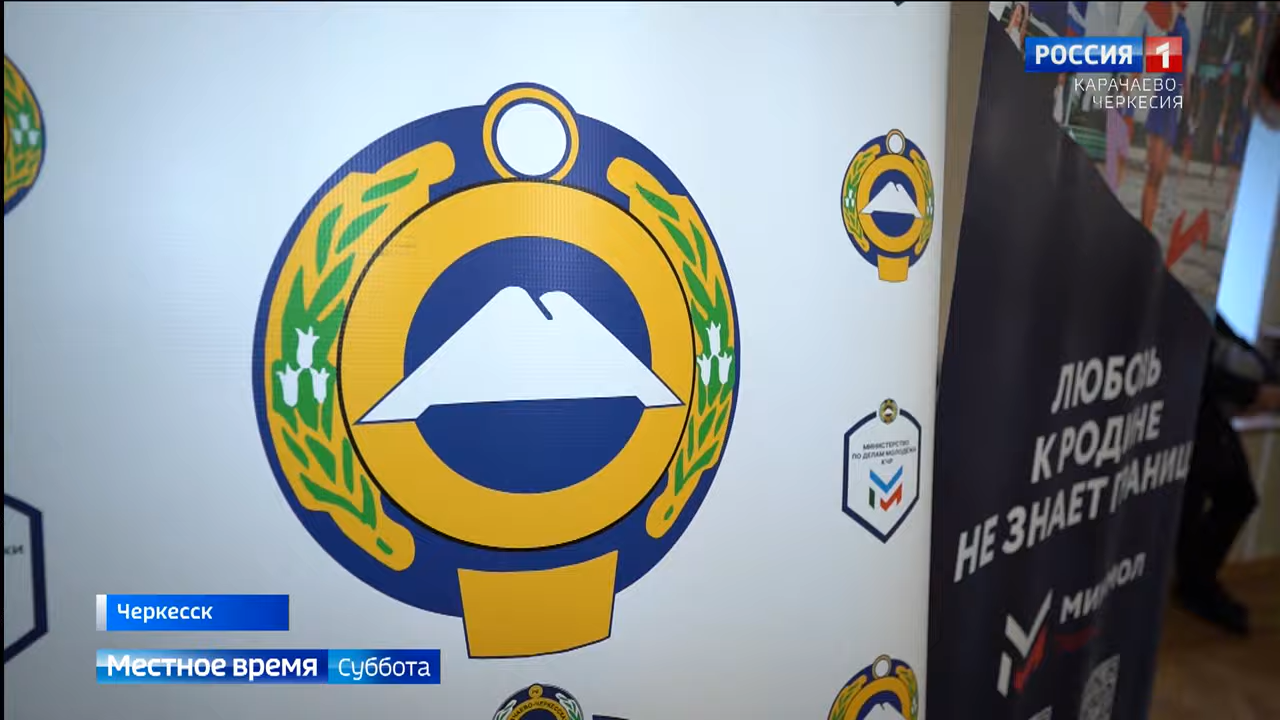 РОССИЯ 1
КАРАЧАЕВО-
ЧЕРКЕСИЯ
МИНИСТЕРСТВО
ПО ДЕЛАМ МОЛОДЕЖИ
КЧР
ЛЮБОВЬ
К РОДИНЕ
НЕ ЗНАЕТ ГРАНИЦ
МИНМОЛ
Черкесск
Местное время Суббота